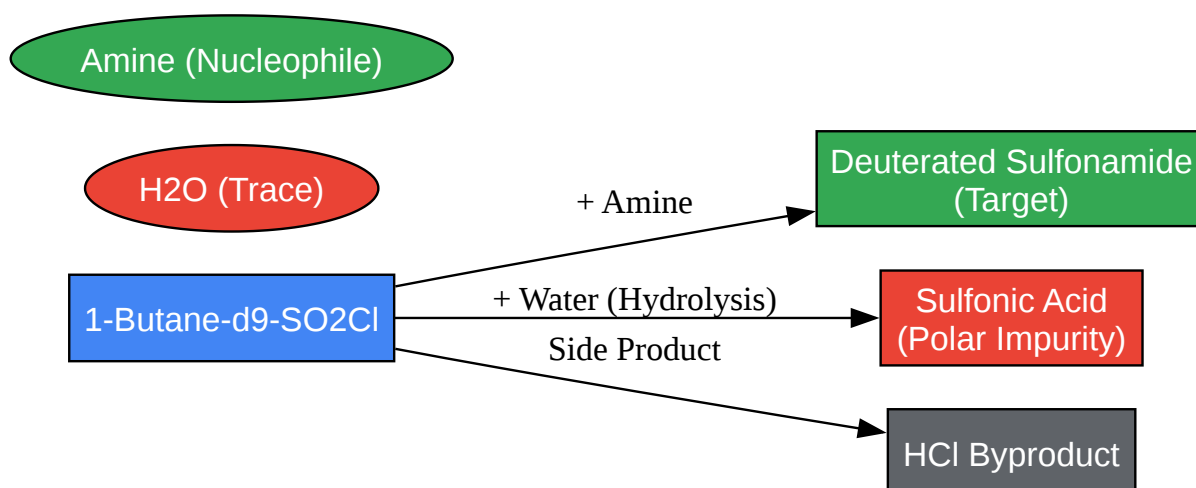 Amine (Nucleophile)
H2O (Trace)
1-Butane-d9-SO2Cl
+ Amine
+ Water (Hydrolysis)
Side Product
Deuterated Sulfonamide
(Target)
Sulfonic Acid
(Polar Impurity)
HCl Byproduct